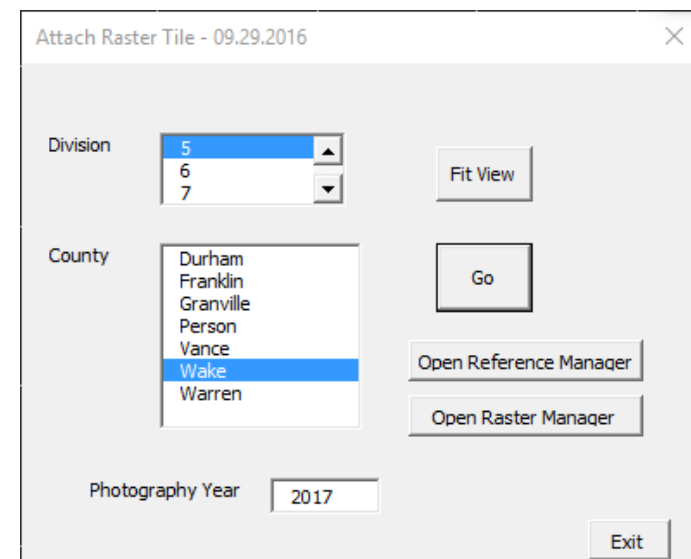 Attach Raster Tile - 09.29.2016
Division
5
6
7
Fit View
County
Durham
Franklin
Granville
Person
Vance
Wake
Warren
Go
Open Reference Manager
Open Raster Manager
Photography Year
2017
Exit